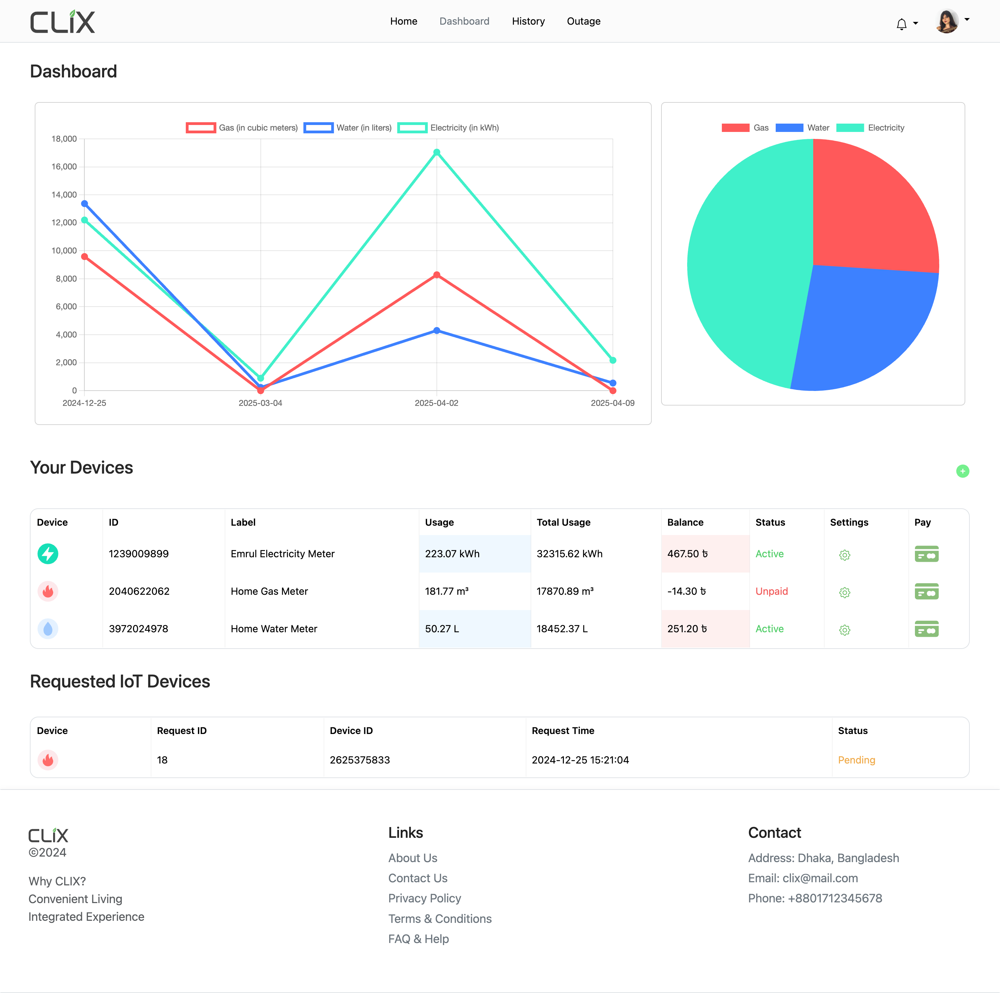 CLiX
Home Dashboard History Outage
Dashboard
Gas (in cubic meters) Water (in liters) Electricity (in kWh)
18,000
16,000
14,000
12,000
10,000
8,000
6,000
4,000
2,000
0
2024-12-25 2025-03-04 2025-04-02 2025-04-09
Gas Water Electricity
Your Devices
+
Device ID Label Usage Total Usage Balance Status Settings Pay
1239009899 Emrul Electricity Meter 223.07 kWh 32315.62 kWh 467.50 ৳ Active
2040622062 Home Gas Meter 181.77 m³ 17870.89 m³ -14.30 ৳ Unpaid
3972024978 Home Water Meter 50.27 L 18452.37 L 251.20 ৳ Active
Requested IoT Devices
Device Request ID Device ID Request Time Status
18 2625375833 2024-12-25 15:21:04 Pending
CLiX
©2024
Why CLIX?
Convenient Living
Integrated Experience
Links
About Us
Contact Us
Privacy Policy
Terms & Conditions
FAQ & Help
Contact
Address: Dhaka, Bangladesh
Email: clix@mail.com
Phone: +8801712345678